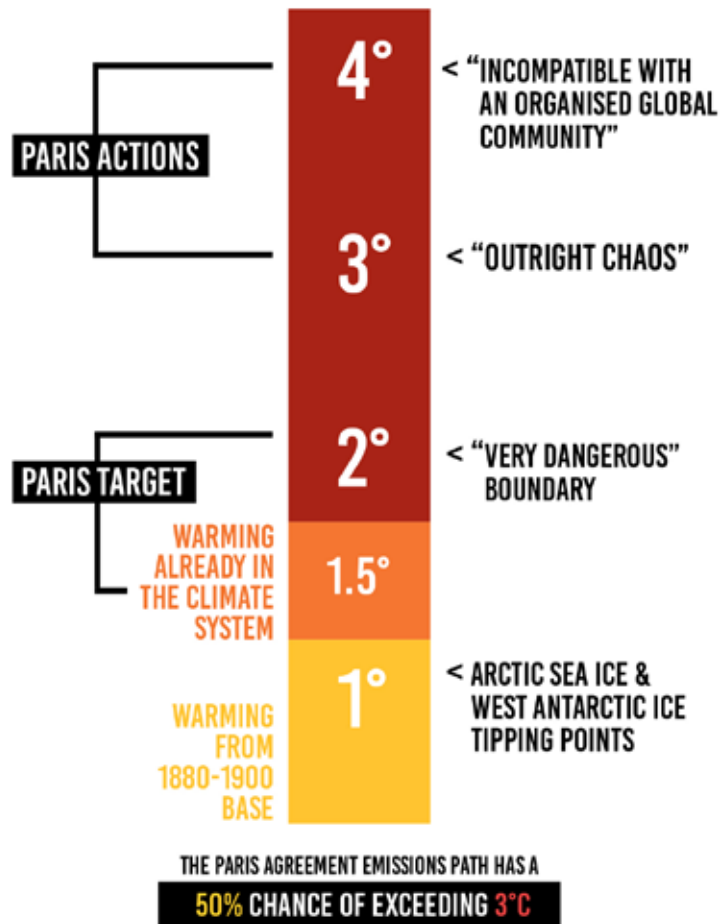 4°
< “INCOMPATIBLE WITH
AN ORGANISED GLOBAL
COMMUNITY”
PARIS ACTIONS
3°
< “OUTRIGHT CHAOS”
2°
< “VERY DANGEROUS”
BOUNDARY
PARIS TARGET
WARMING
ALREADY IN
THE CLIMATE
SYSTEM
1.5°
1°
< ARCTIC SEA ICE &
WEST ANTARCTIC ICE
TIPPING POINTS
WARMING
FROM
1880-1900
BASE
THE PARIS AGREEMENT EMISSIONS PATH HAS A
50% CHANCE OF EXCEEDING 3°C